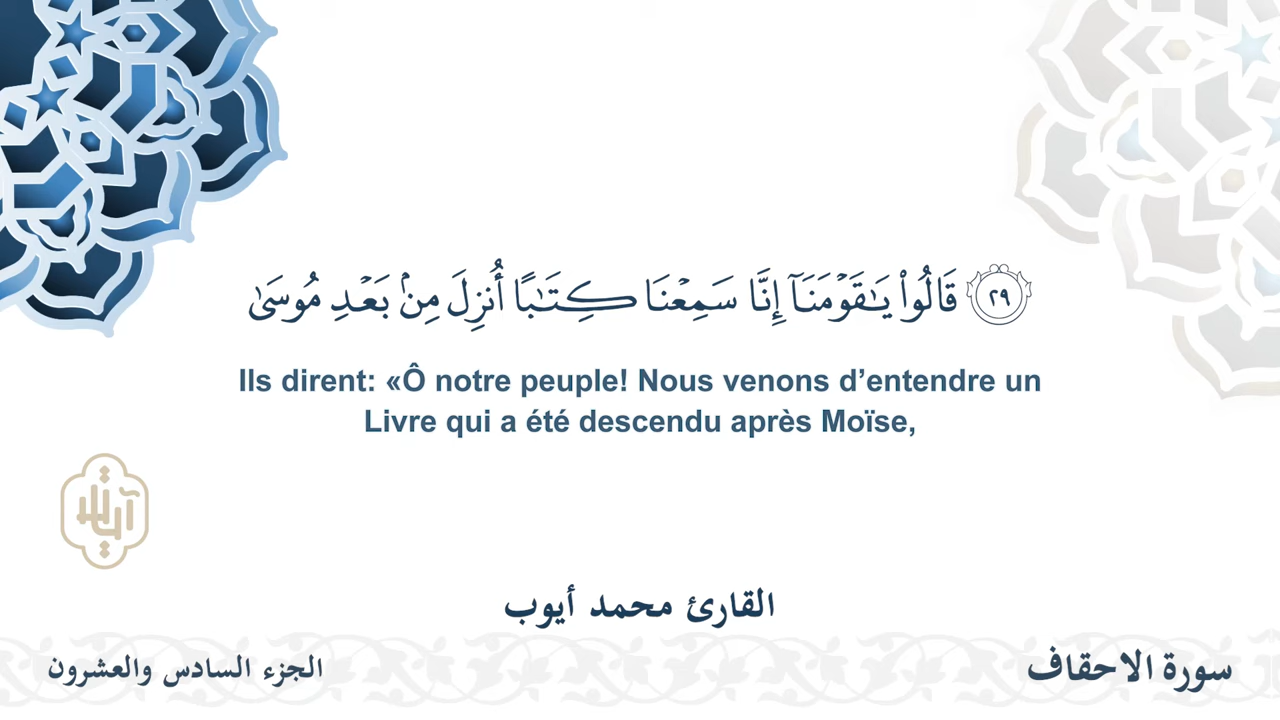 ٢٩ قَالُوا۟ يَـٰقَوْمَنَآ إِنَّا سَمِعْنَا كِتَـٰبًا أُنزِلَ مِنۢ بَعْدِ مُوسَىٰ
Ils dirent: «Ô notre peuple! Nous venons d’entendre un
Livre qui a été descendu après Moïse,
آيات
القارئ محمد أيوب
سورة الاحقاف
الجزء السادس والعشرون